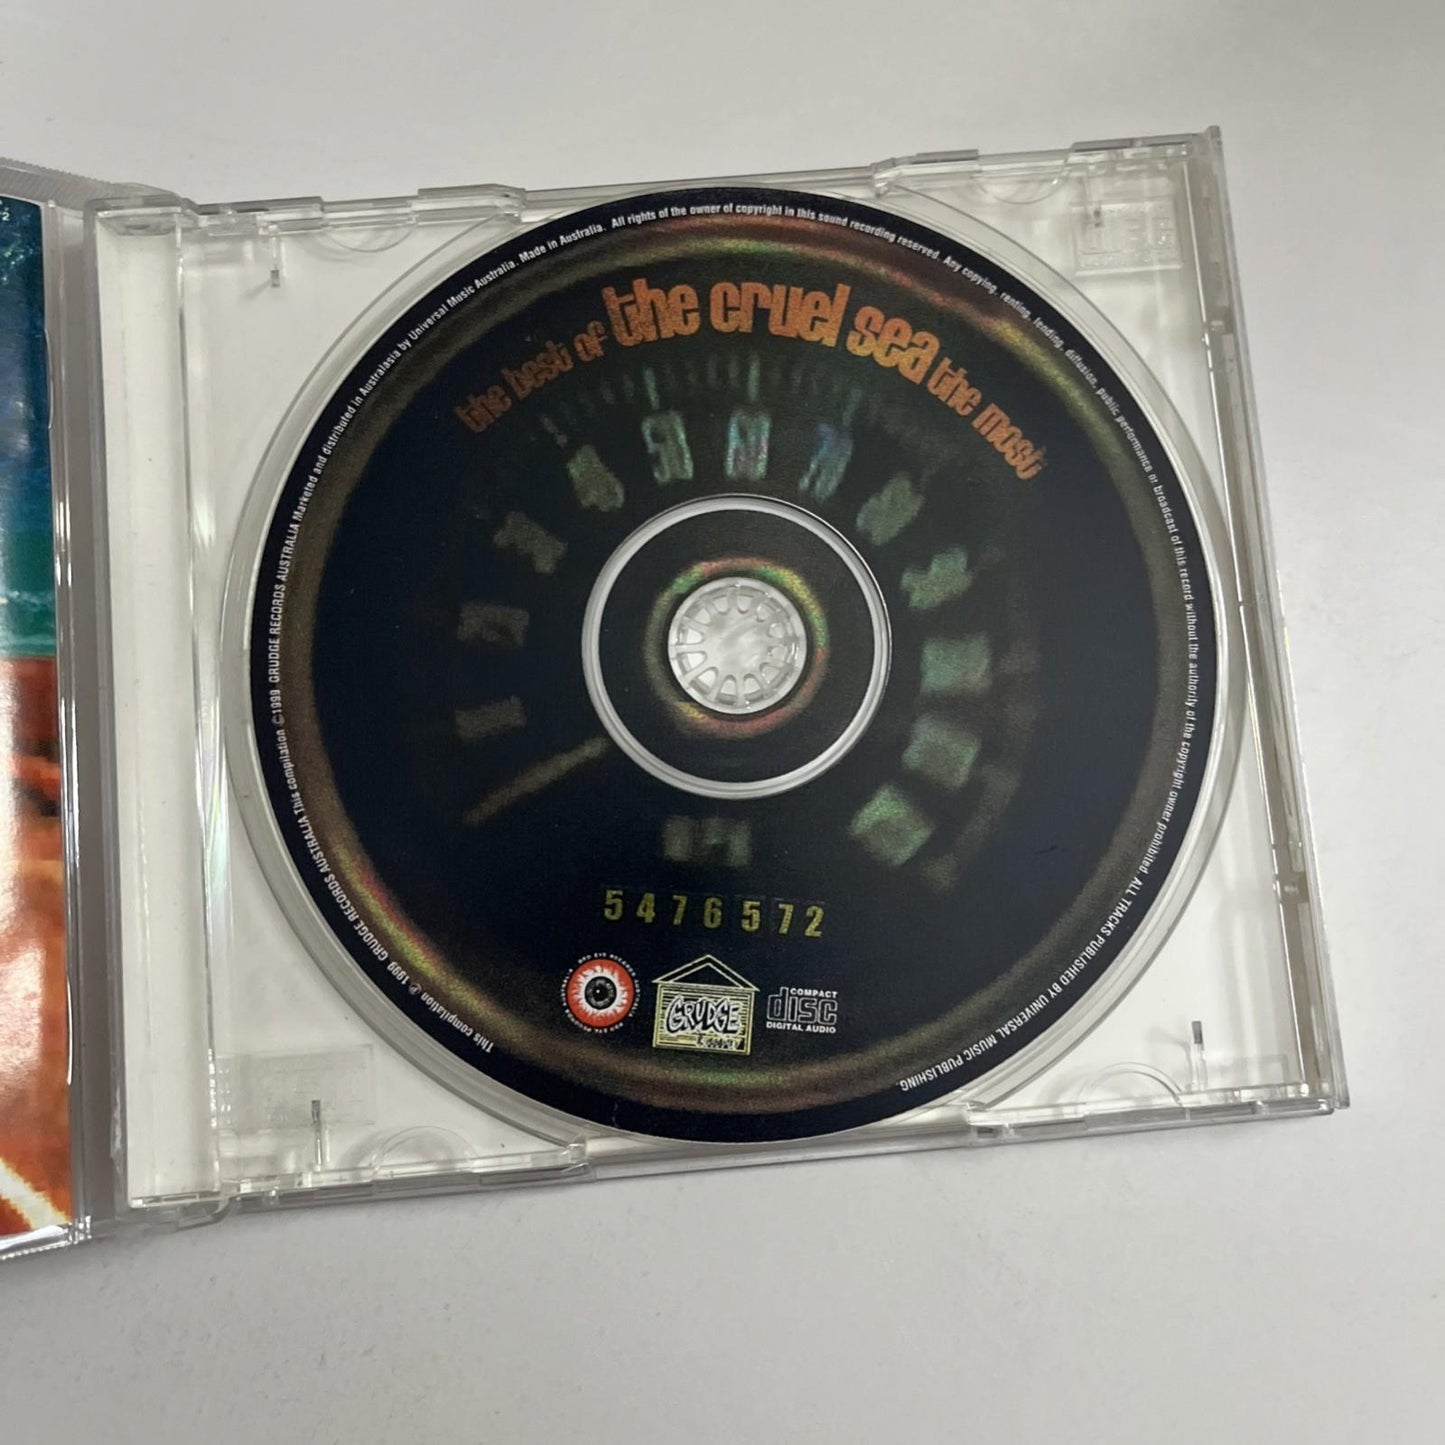 This compilation ℗ 1999 GRUDGE RECORDS AUSTRALIA This compilation ©1999 GRUDGE RECORDS AUSTRALIA Marketed and distributed in Australasia by Universal Music Australia. Made in Australia. All rights of the owner of copyright in this sound recording reserved. Any copying, renting, lending, diffusion, public performance or broadcast of this record without the authority of the copyright owner prohibited. ALL TRACKS PUBLISHED BY UNIVERSAL MUSIC PUBLISHING.
the best of the cruel sea the most
5476572
RED EYE RECORDS AUSTRALIA
GRUDGE
COMPACT
disc
DIGITAL AUDIO